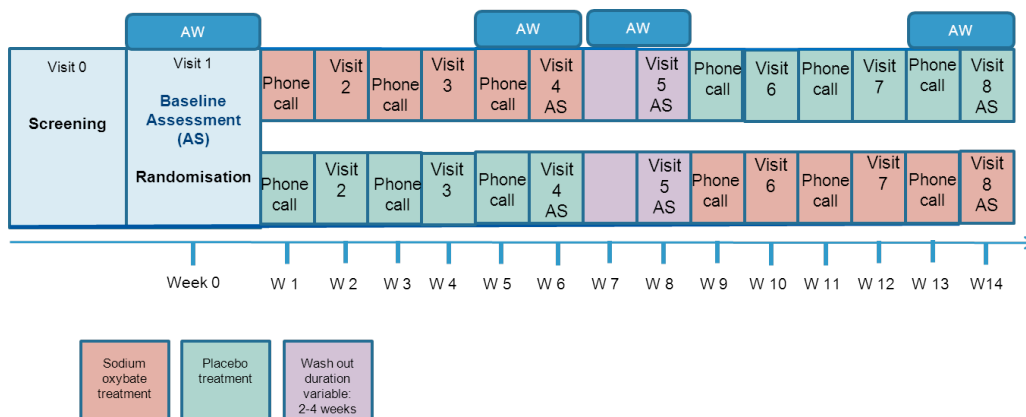 AW
AW
AW
AW
Visit 0
Screening
Visit 1
Baseline
Assessment
(AS)
Randomisation
Phone
call
Visit
2
Phone
call
Visit
3
Phone
call
Visit
4
AS
Visit
5
AS
Phone
call
Visit
6
Phone
call
Visit
7
Phone
call
Visit
8
AS
Phone
call
Visit
2
Phone
call
Visit
3
Phone
call
Visit
4
AS
Visit
5
AS
Phone
call
Visit
6
Phone
call
Visit
7
Phone
call
Visit
8
AS
Week 0
W 1
W 2
W 3
W 4
W 5
W 6
W 7
W 8
W 9
W 10
W 11
W 12
W 13
W14
Sodium
oxybate
treatment
Placebo
treatment
Wash out
duration
variable:
2-4 weeks